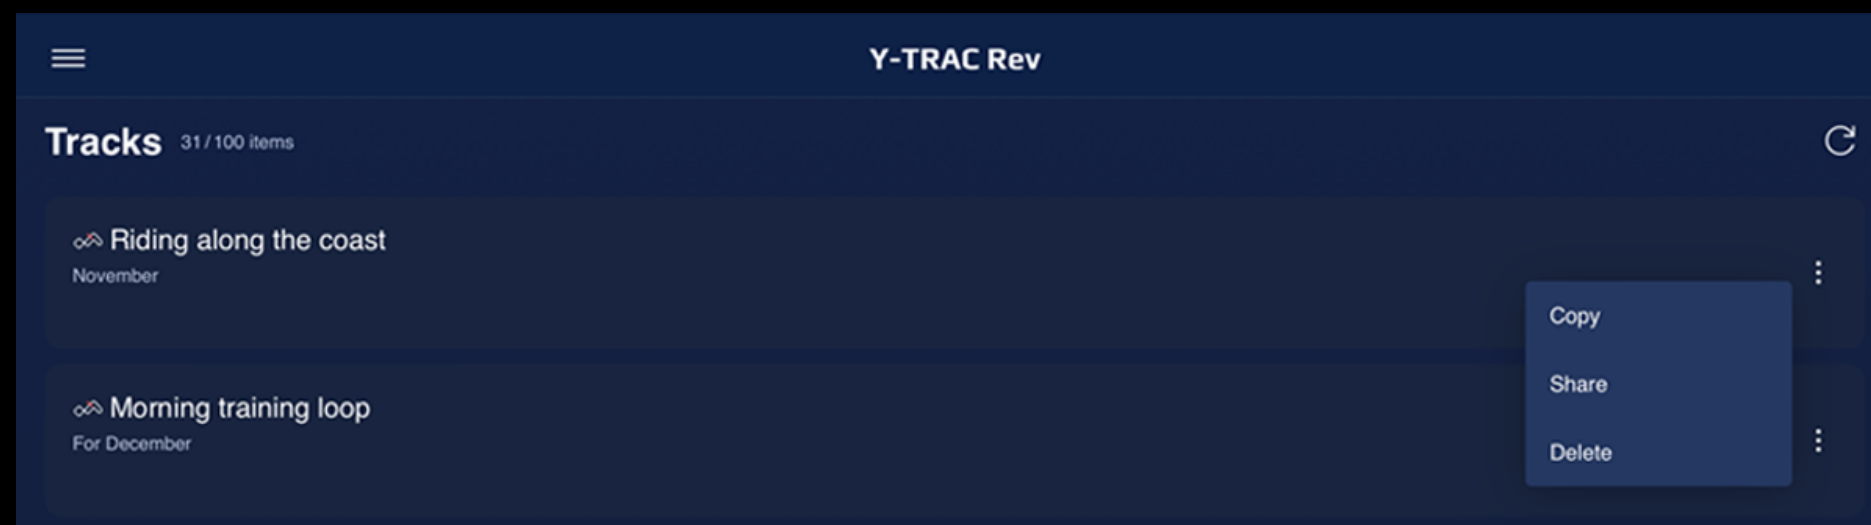 Y-TRAC Rev
Tracks 31/100 items
Riding along the coast
November
Copy
Share
Morning training loop
For December
Delete